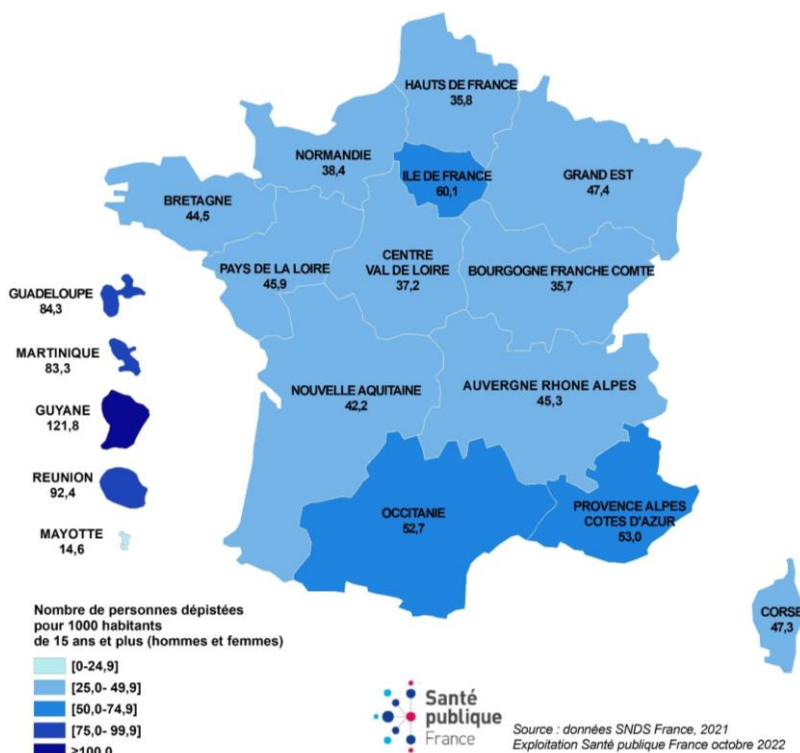 HAUTS DE FRANCE
35,8
NORMANDIE
38,4
ILE DE FRANCE
60,1
GRAND EST
47,4
BRETAGNE
44,5
PAYS DE LA LOIRE
45,9
CENTRE
VAL DE LOIRE
37,2
BOURGOGNE FRANCHE COMTE
35,7
GUADELOUPE
84,3
MARTINIQUE
83,3
GUYANE
121,8
REUNION
92,4
MAYOTTE
14,6
NOUVELLE AQUITAINE
42,2
AUVERGNE RHONE ALPES
45,3
OCCITANIE
52,7
PROVENCE ALPES
COTES D'AZUR
53,0
CORSE
47,3
Nombre de personnes dépistées
pour 1000 habitants
de 15 ans et plus (hommes et femmes)
[0-24,9]
[25,0- 49,9]
[50,0-74,9]
[75,0- 99,9]
≥100,0
Santé
publique
France
Source : données SNDS France, 2021
Exploitation Santé publique France octobre 2022